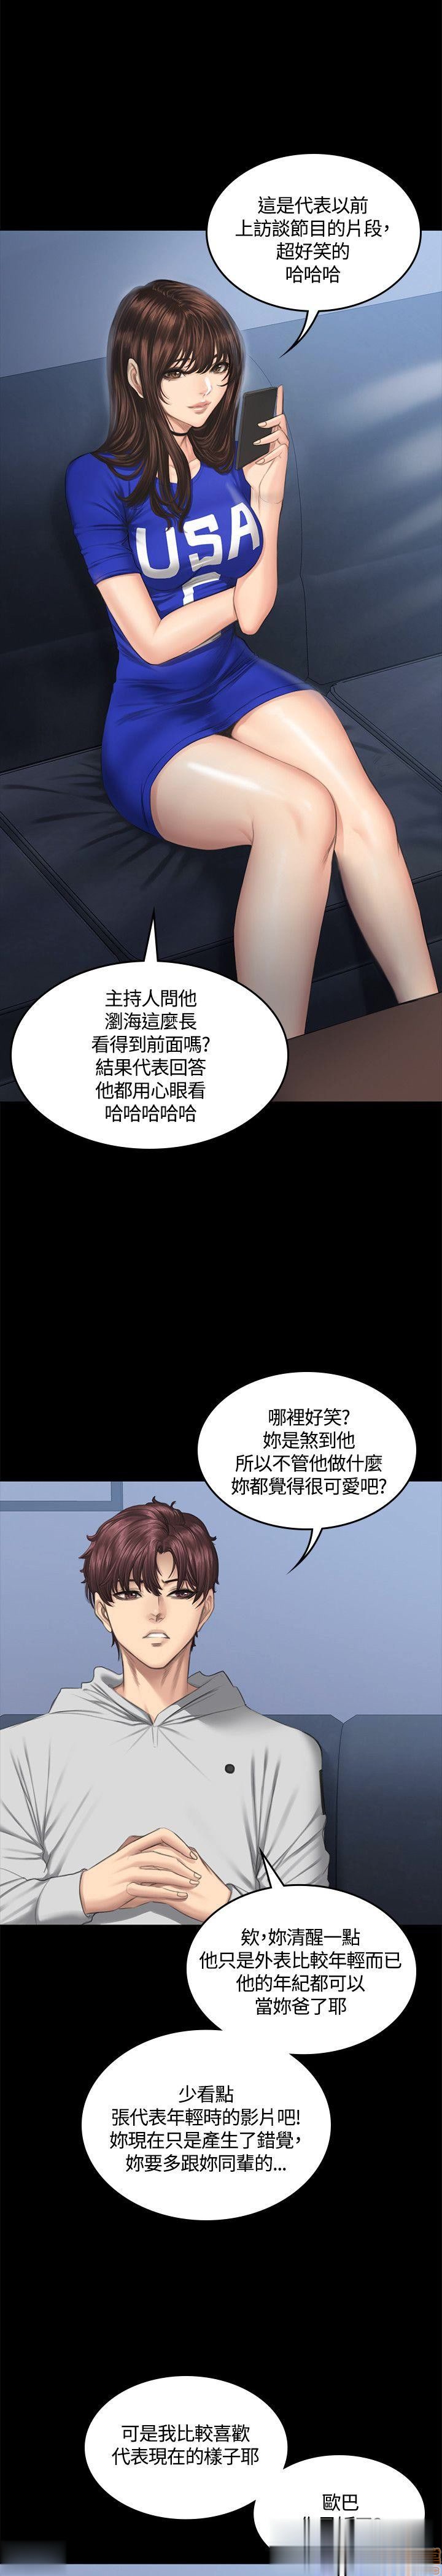 這是代表以前
上訪談節目的片段,
超好笑的
哈哈哈
USA
主持人問他
瀏海這麼長
看得到前面嗎?
結果代表回答
他都用心眼看
哈哈哈哈哈
哪裡好笑?
妳是煞到他
所以不管他做什麼
妳都覺得很可愛吧?
欸,妳清醒一點
他只是外表比較年輕而已
他的年紀都可以
當妳爸了耶
少看點
張代表年輕時的影片吧!
妳現在只是產生了錯覺,
妳要多跟妳同輩的...
可是我比較喜歡
代表現在的樣子耶
歐巴